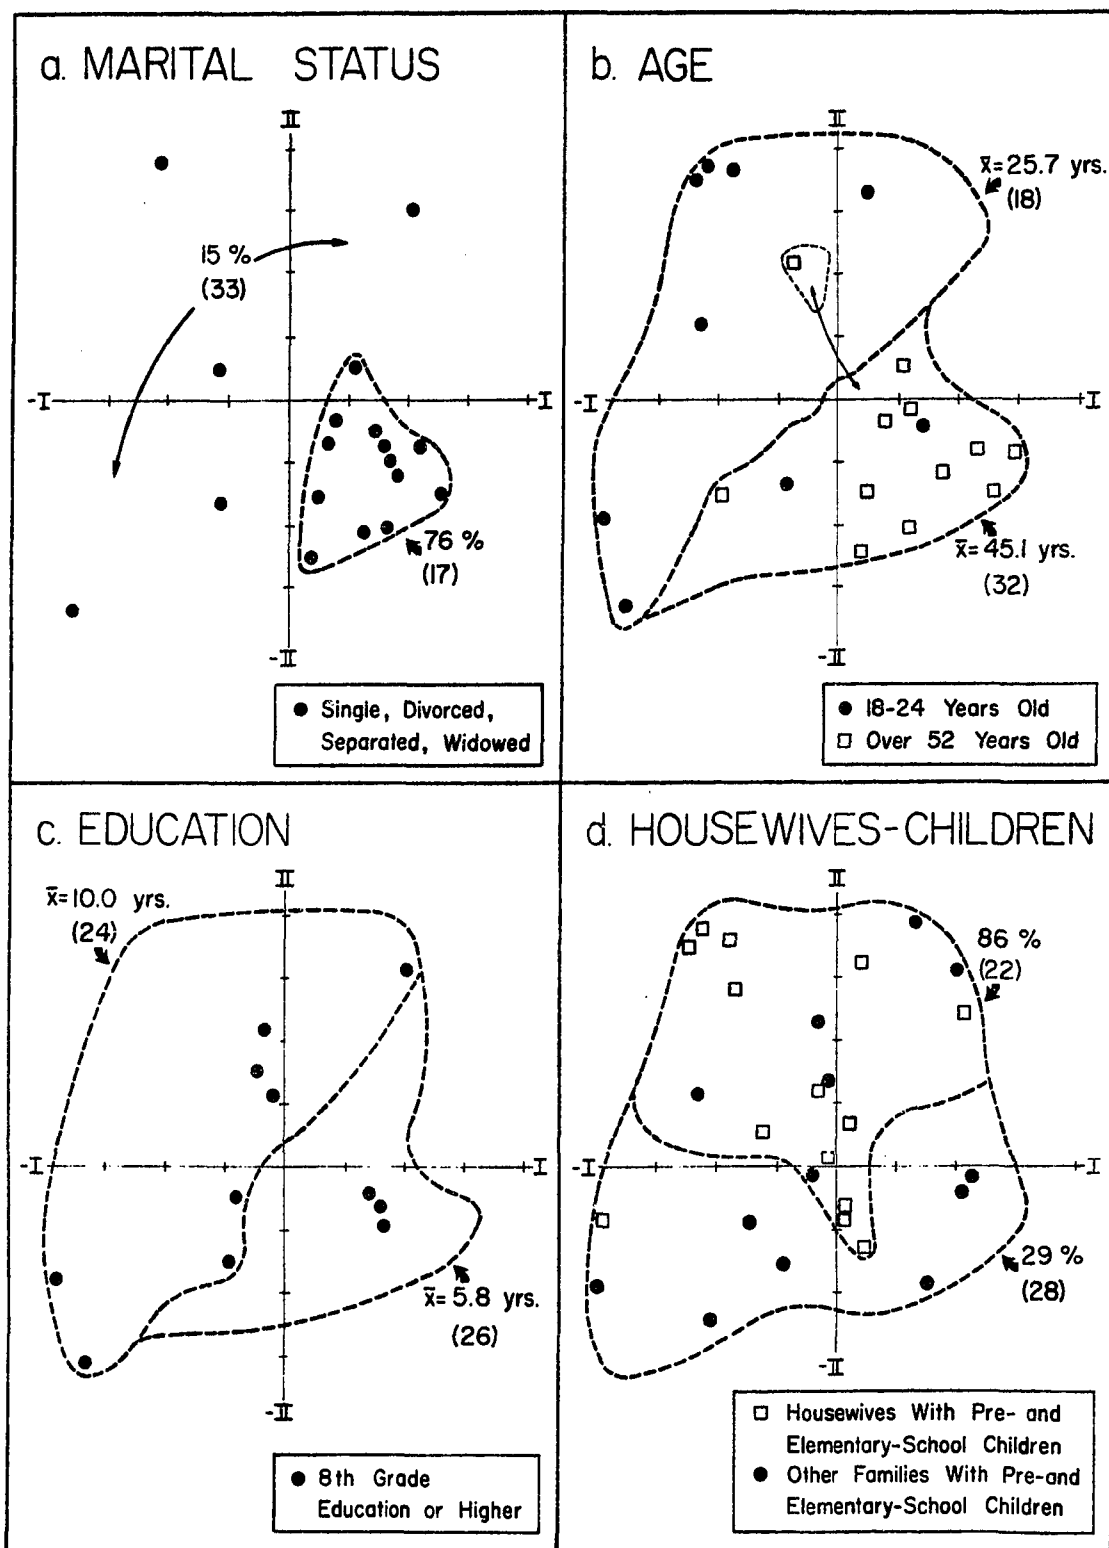 a. MARITAL STATUS
II
15 %
(33)
-I
I
76 %
(17)
-II
● Single, Divorced,
Separated, Widowed
b. AGE
II
x̄=25.7 yrs.
(18)
-I
I
x̄=45.1 yrs.
(32)
-II
● 18-24 Years Old
□ Over 52 Years Old
c. EDUCATION
II
x̄=10.0 yrs.
(24)
-I
I
x̄=5.8 yrs.
(26)
-II
● 8th Grade
Education or Higher
d. HOUSEWIVES-CHILDREN
II
86 %
(22)
-I
I
29 %
(28)
-II
□ Housewives With Pre- and
Elementary-School Children
● Other Families With Pre-and
Elementary-School Children